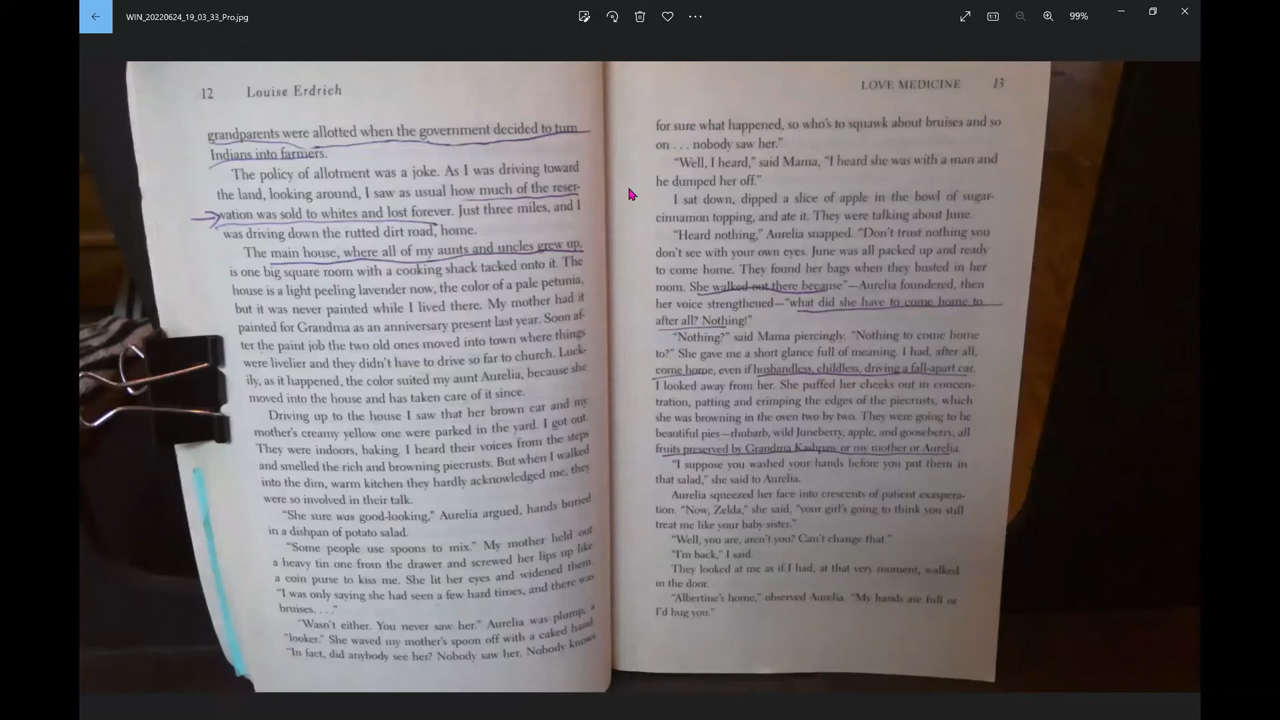 WIN_20220624_19_03_33_Pro.jpg
99%
12 Louise Erdrich
grandparents were allotted when the government decided to turn
Indians into farmers.
The policy of allotment was a joke. As I was driving toward
the land, looking around, I saw as usual how much of the reser-
vation was sold to whites and lost forever. Just three miles, and I
was driving down the rutted dirt road, home.
The main house, where all of my aunts and uncles grew up,
is one big square room with a cooking shack tacked onto it. The
house is a light peeling lavender now, the color of a pale petunia,
but it was never painted while I lived there. My mother had it
painted for Grandma as an anniversary present last year. Soon af-
ter the paint job the two old ones moved into town where things
were livelier and they didn't have to drive so far to church. Luck-
ily, as it happened, the color suited my aunt Aurelia, because she
moved into the house and has taken care of it since.
Driving up to the house I saw that her brown car and my
mother's creamy yellow one were parked in the yard. I got out.
They were indoors, baking. I heard their voices from the steps
and smelled the rich and browning piecrusts. But when I walked
into the dim, warm kitchen they hardly acknowledged me, they
were so involved in their talk.
"She sure was good-looking," Aurelia argued, hands buried
in a dishpan of potato salad.
"Some people use spoons to mix." My mother held out
a heavy tin one from the drawer and screwed her lips up like
a coin purse to kiss me. She lit her eyes and widened them.
"I was only saying she had seen a few hard times, and there was
bruises. . . ."
"Wasn't either. You never saw her." Aurelia was plump, a
"looker." She waved my mother's spoon off with a caked hand
"In fact, did anybody see her? Nobody saw her. Nobody knows
LOVE MEDICINE 13
for sure what happened, so who's to squawk about bruises and so
on . . . nobody saw her."
"Well, I heard," said Mama, "I heard she was with a man and
he dumped her off."
I sat down, dipped a slice of apple in the bowl of sugar-
cinnamon topping, and ate it. They were talking about June.
"Heard nothing," Aurelia snapped. "Don't trust nothing you
don't see with your own eyes. June was all packed up and ready
to come home. They found her bags when they busted in her
room. She walked out there because"—Aurelia foundered, then
her voice strengthened—"what did she have to come home to
after all? Nothing!"
"Nothing?" said Mama piercingly. "Nothing to come home
to?" She gave me a short glance full of meaning. I had, after all,
come home, even if husbandless, childless, driving a fall-apart car.
I looked away from her. She puffed her cheeks out in concen-
tration, patting and crimping the edges of the piecrusts, which
she was browning in the oven two by two. They were going to be
beautiful pies—rhubarb, wild Juneberry, apple, and gooseberry, all
fruits preserved by Grandma Kashpaw or my mother or Aurelia.
"I suppose you washed your hands before you put them in
that salad," she said to Aurelia.
Aurelia squeezed her face into crescents of patient exaspera-
tion. "Now, Zelda," she said, "your girl's going to think you still
treat me like your baby sister."
"Well, you are, aren't you? Can't change that."
"I'm back," I said.
They looked at me as if I had, at that very moment, walked
in the door.
"Albertine's home," observed Aurelia. "My hands are full or
I'd hug you."